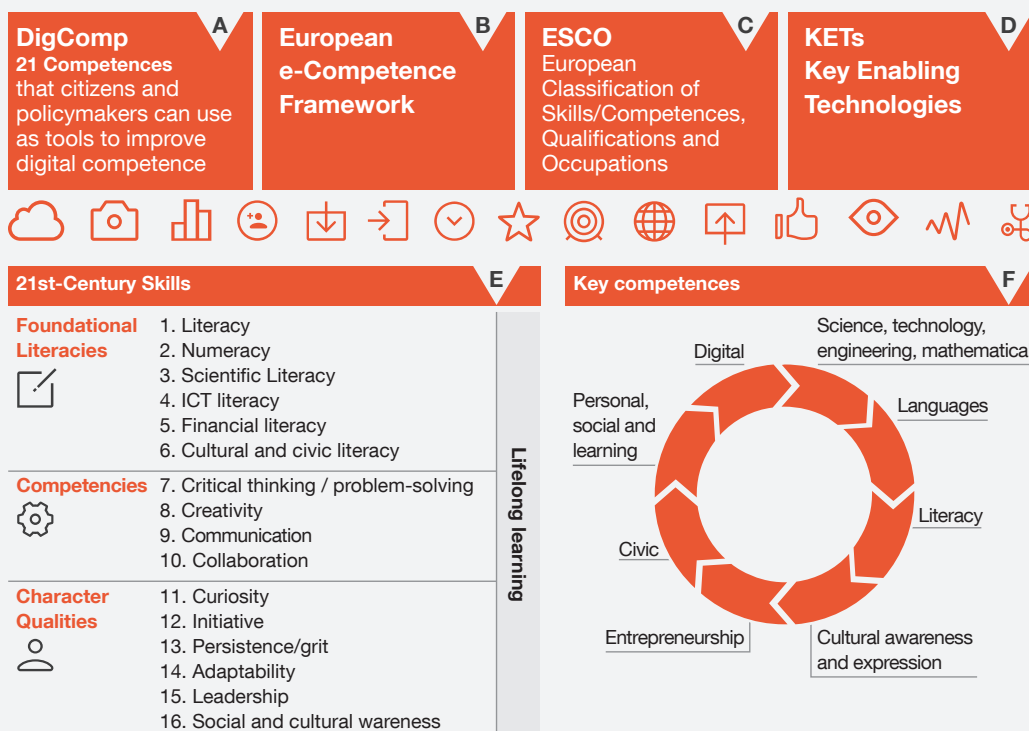 A
DigComp
21 Competences
that citizens and
policymakers can use
as tools to improve
digital competence
B
European
e-Competence
Framework
C
ESCO
European
Classification of
Skills/Competences,
Qualifications and
Occupations
D
KETs
Key Enabling
Technologies
21st-Century Skills
E
Foundational
Literacies
1. Literacy
2. Numeracy
3. Scientific Literacy
4. ICT literacy
5. Financial literacy
6. Cultural and civic literacy
Competencies
7. Critical thinking / problem-solving
8. Creativity
9. Communication
10. Collaboration
Character
Qualities
11. Curiosity
12. Initiative
13. Persistence/grit
14. Adaptability
15. Leadership
16. Social and cultural wareness
Lifelong learning
Key competences
F
Digital
Science, technology,
engineering, mathematica
Languages
Literacy
Cultural awareness
and expression
Entrepreneurship
Civic
Personal,
social and
learning